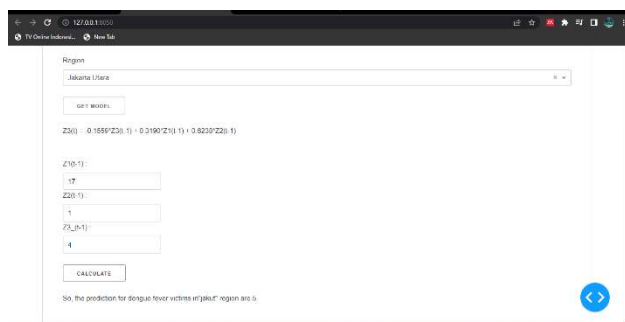 127.0.0.1:8050
TV Online Indonesi...
New Tab
Region
Jakarta Utara
GET MODEL
Z3(t) = 0.1559*Z3(t-1) + 0.3190*Z1(t-1) + 0.6230*Z2(t-1)
Z1(t-1) :
17
Z2(t-1) :
1
Z3_(t-1) :
4
CALCULATE
So, the prediction for dengue fever victims in"jakut" region are 5